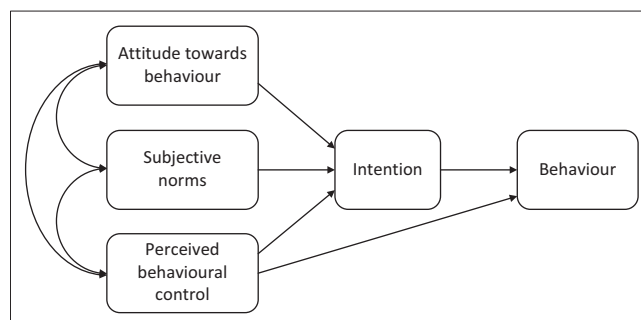 Attitude towards
behaviour
Subjective
norms
Intention
Behaviour
Perceived
behavioural
control